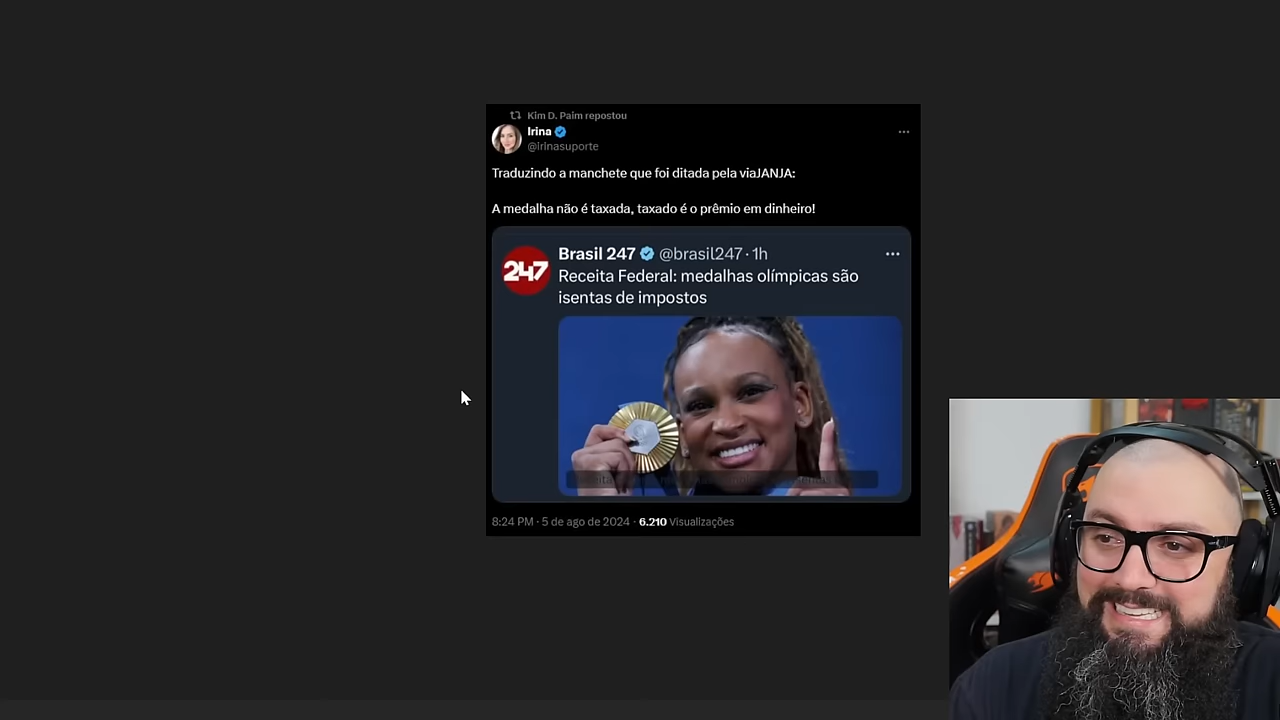 Kim D. Paim repostou
Irina
@irinasuporte
Traduzindo a manchete que foi ditada pela viaJANJA:
A medalha não é taxada, taxado é o prêmio em dinheiro!
247
Brasil 247 @brasil247 · 1h
Receita Federal: medalhas olímpicas são
isentas de impostos
8:24 PM · 5 de ago de 2024 · 6.210 Visualizações